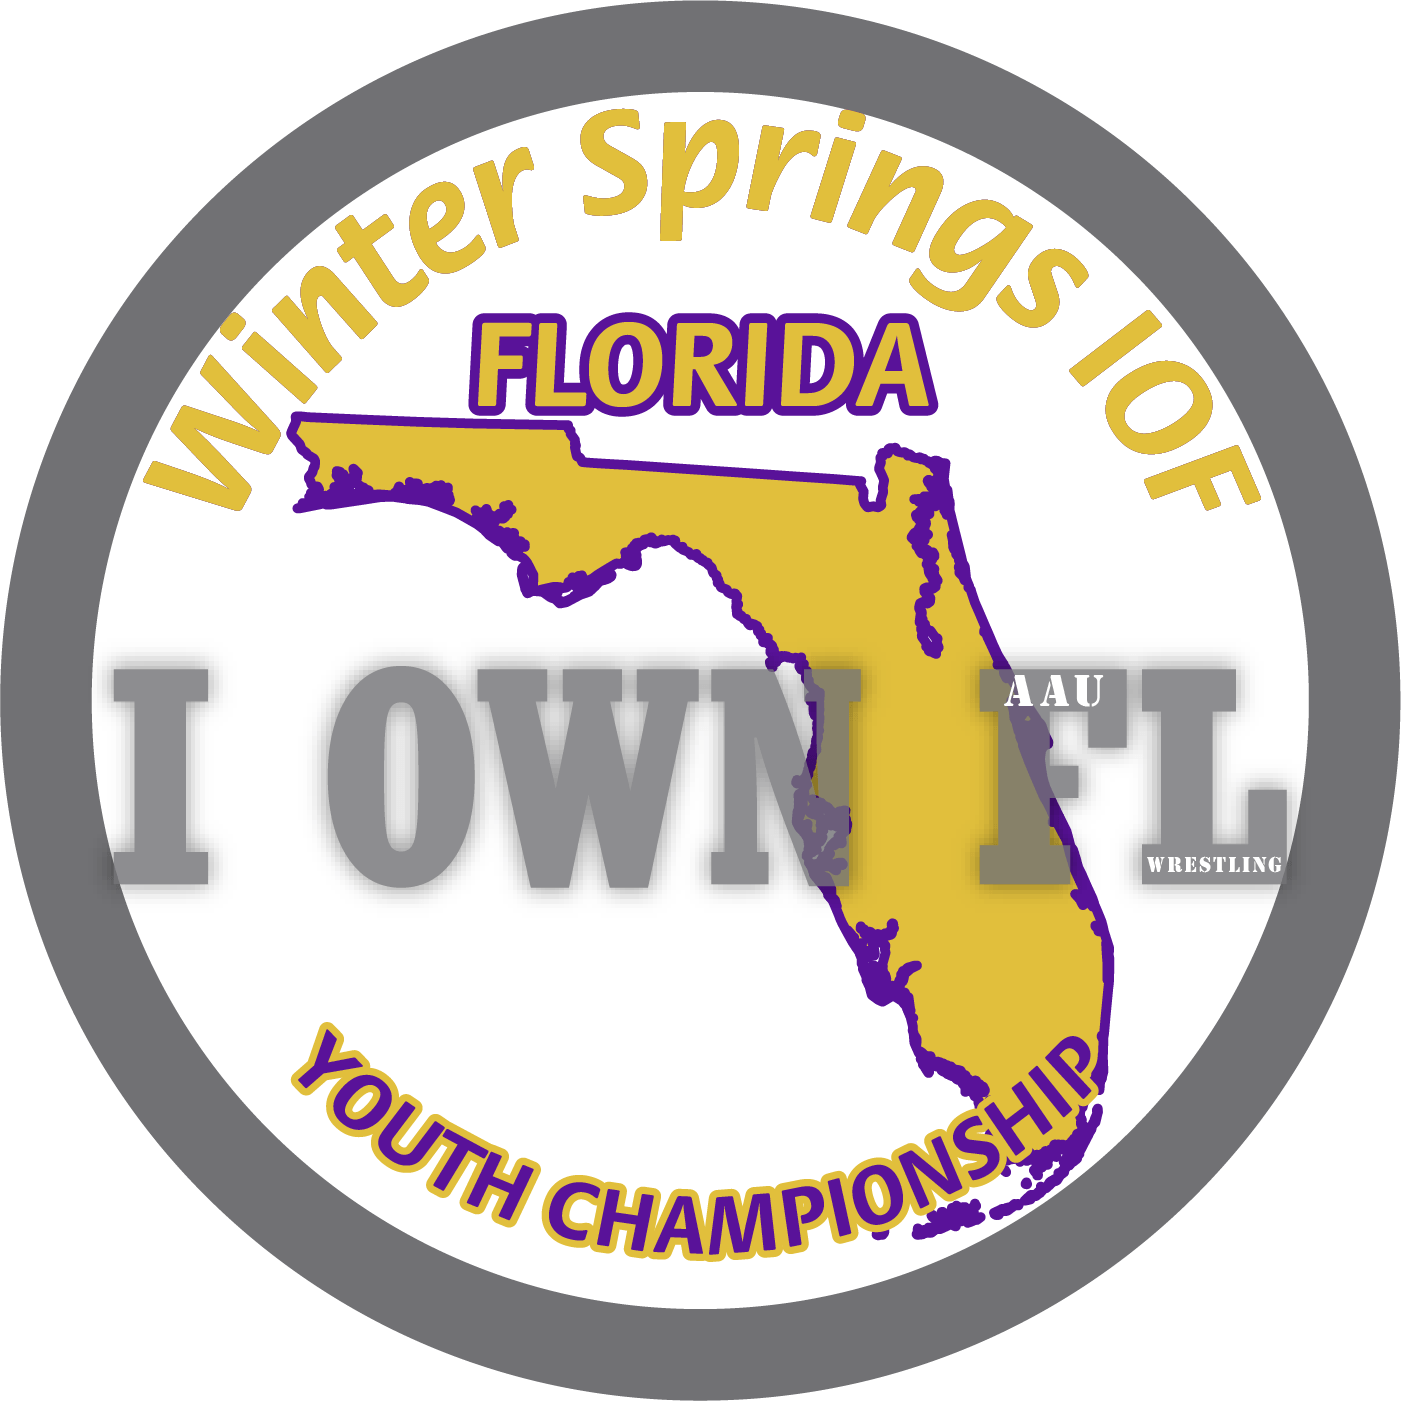 Winter Springs IOF
FLORIDA
I OWN FL
AAU
WRESTLING
YOUTH CHAMPIONSHIP